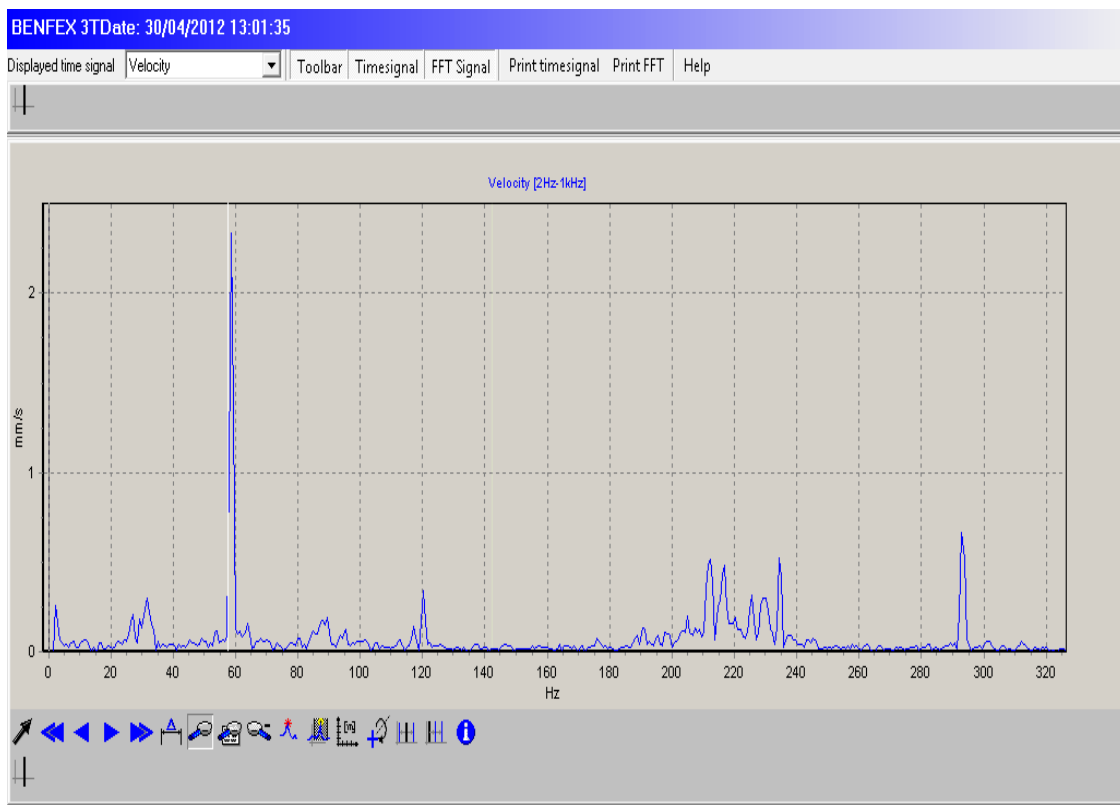 BENFEX 3TDate: 30/04/2012 13:01:35
Displayed time signal Velocity Toolbar Timesignal FFT Signal Print timesignal Print FFT Help
Velocity [2Hz-1kHz]
2
1
0
mm/s
0 20 40 60 80 100 120 140 160 180 200 220 240 260 280 300 320
Hz
[m]